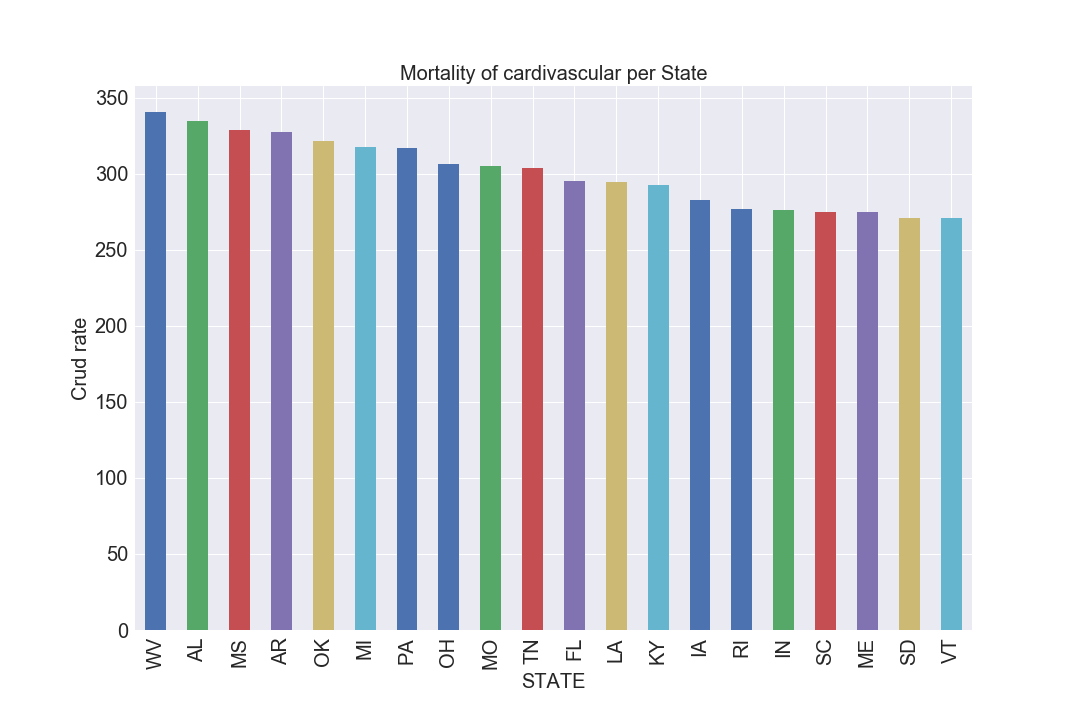 Mortality of cardivascular per State
350
300
250
200
150
100
50
0
Crud rate
WV AL MS AR OK MI PA OH MO TN FL LA KY IA RI IN SC ME SD VT
STATE